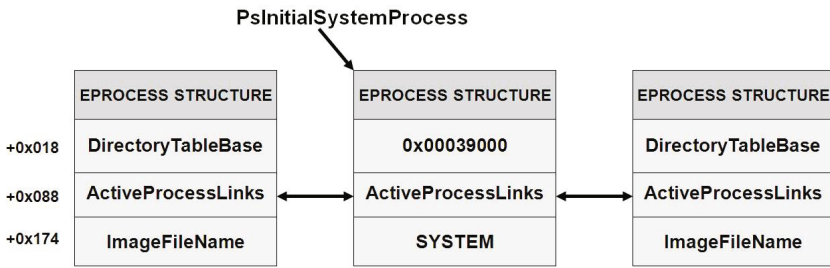 PsInitialSystemProcess
EPROCESS STRUCTURE EPROCESS STRUCTURE EPROCESS STRUCTURE
+0x018 DirectoryTableBase 0x00039000 DirectoryTableBase
+0x088 ActiveProcessLinks ActiveProcessLinks ActiveProcessLinks
+0x174 ImageFileName SYSTEM ImageFileName